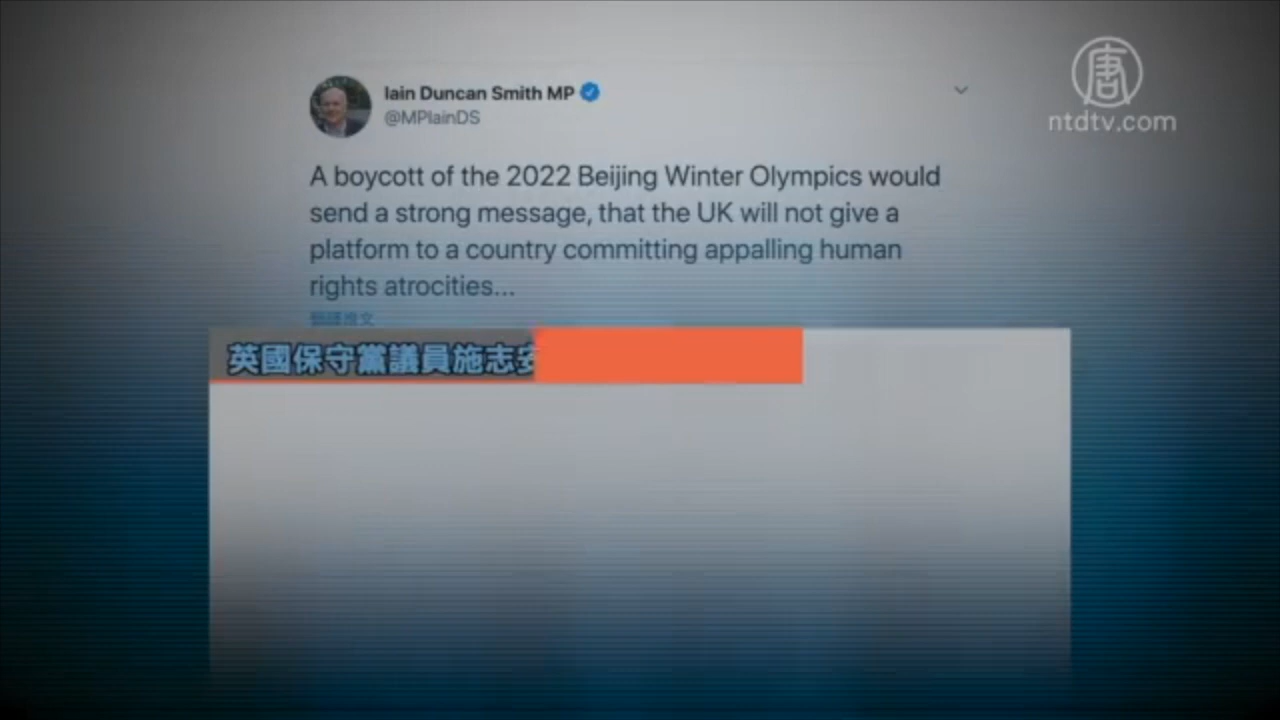 Iain Duncan Smith MP
@MPIainDS
唐
ntdtv.com
A boycott of the 2022 Beijing Winter Olympics would
send a strong message, that the UK will not give a
platform to a country committing appalling human
rights atrocities...
英國保守黨議員施志安